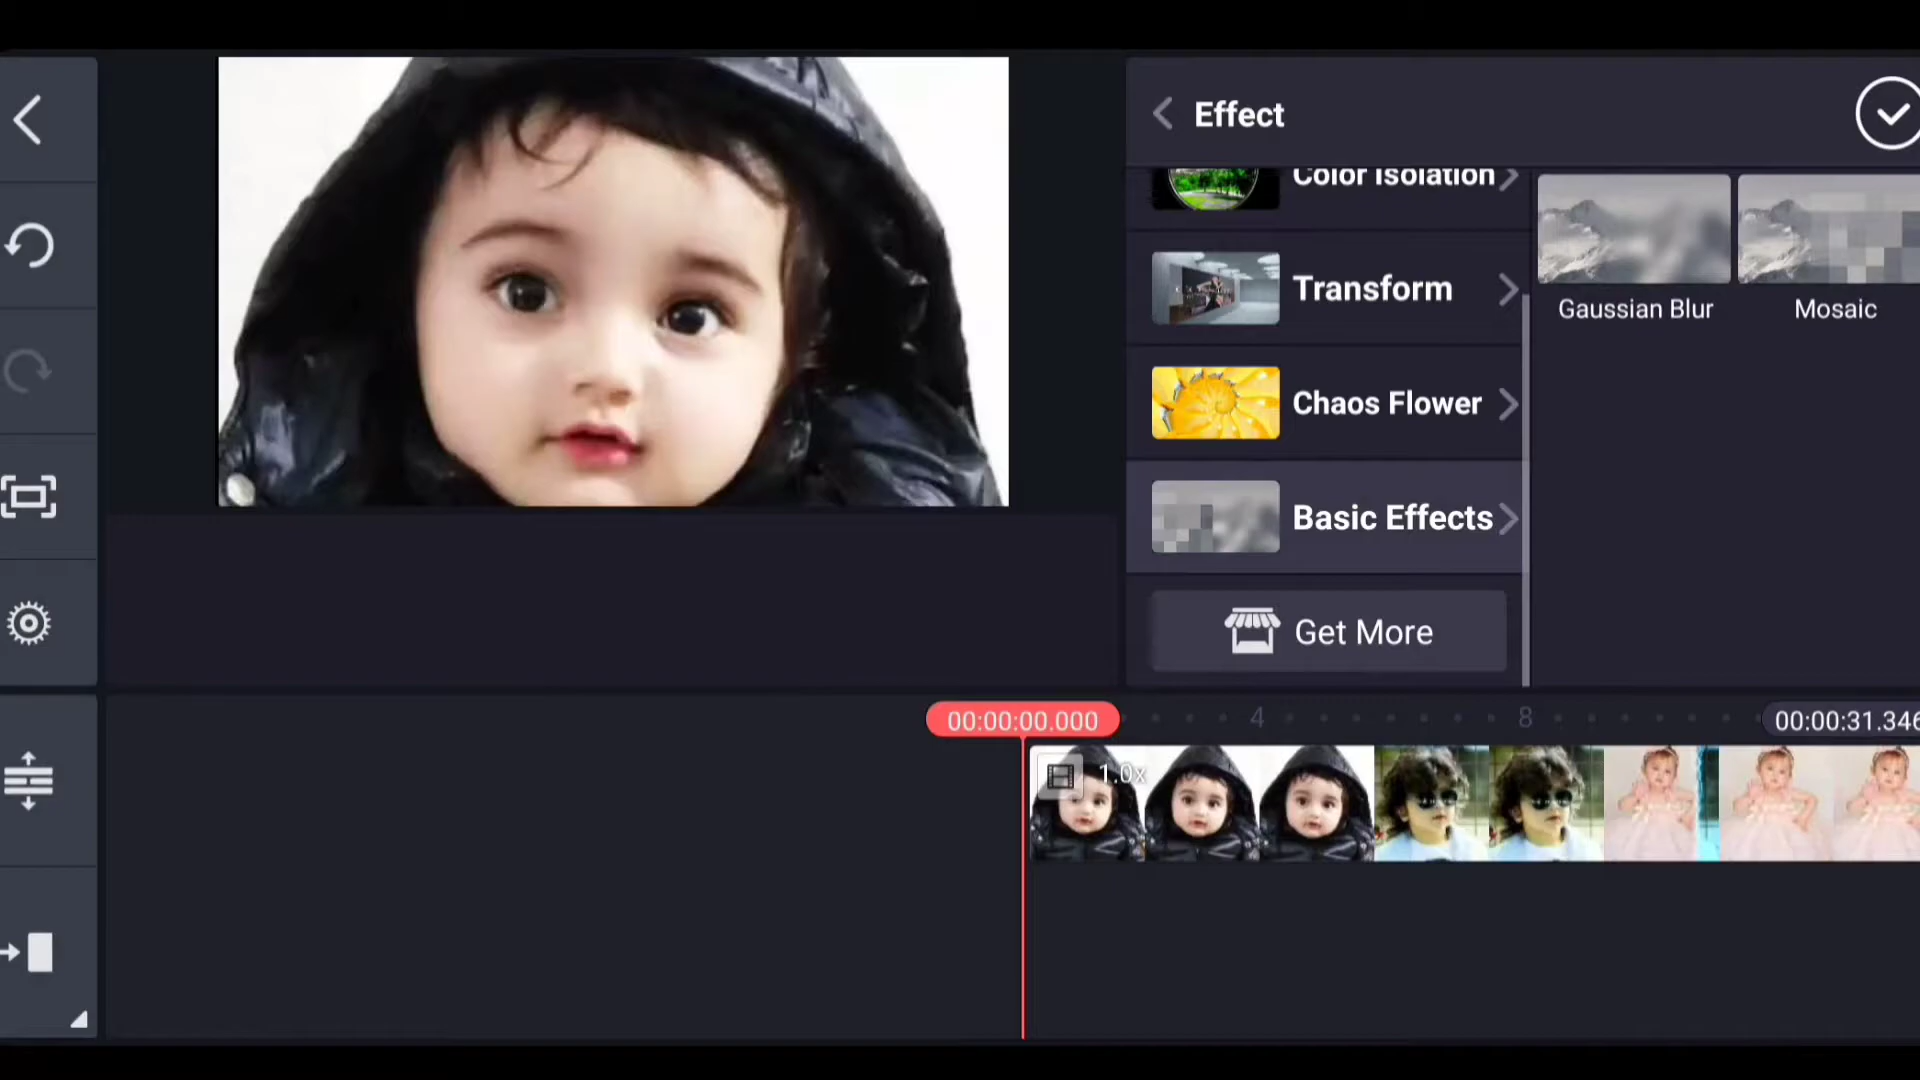 Effect
Color Isolation
Transform
Chaos Flower
Basic Effects
Get More
Gaussian Blur
Mosaic
00:00:00.000
4
8
00:00:31.346
1.0x